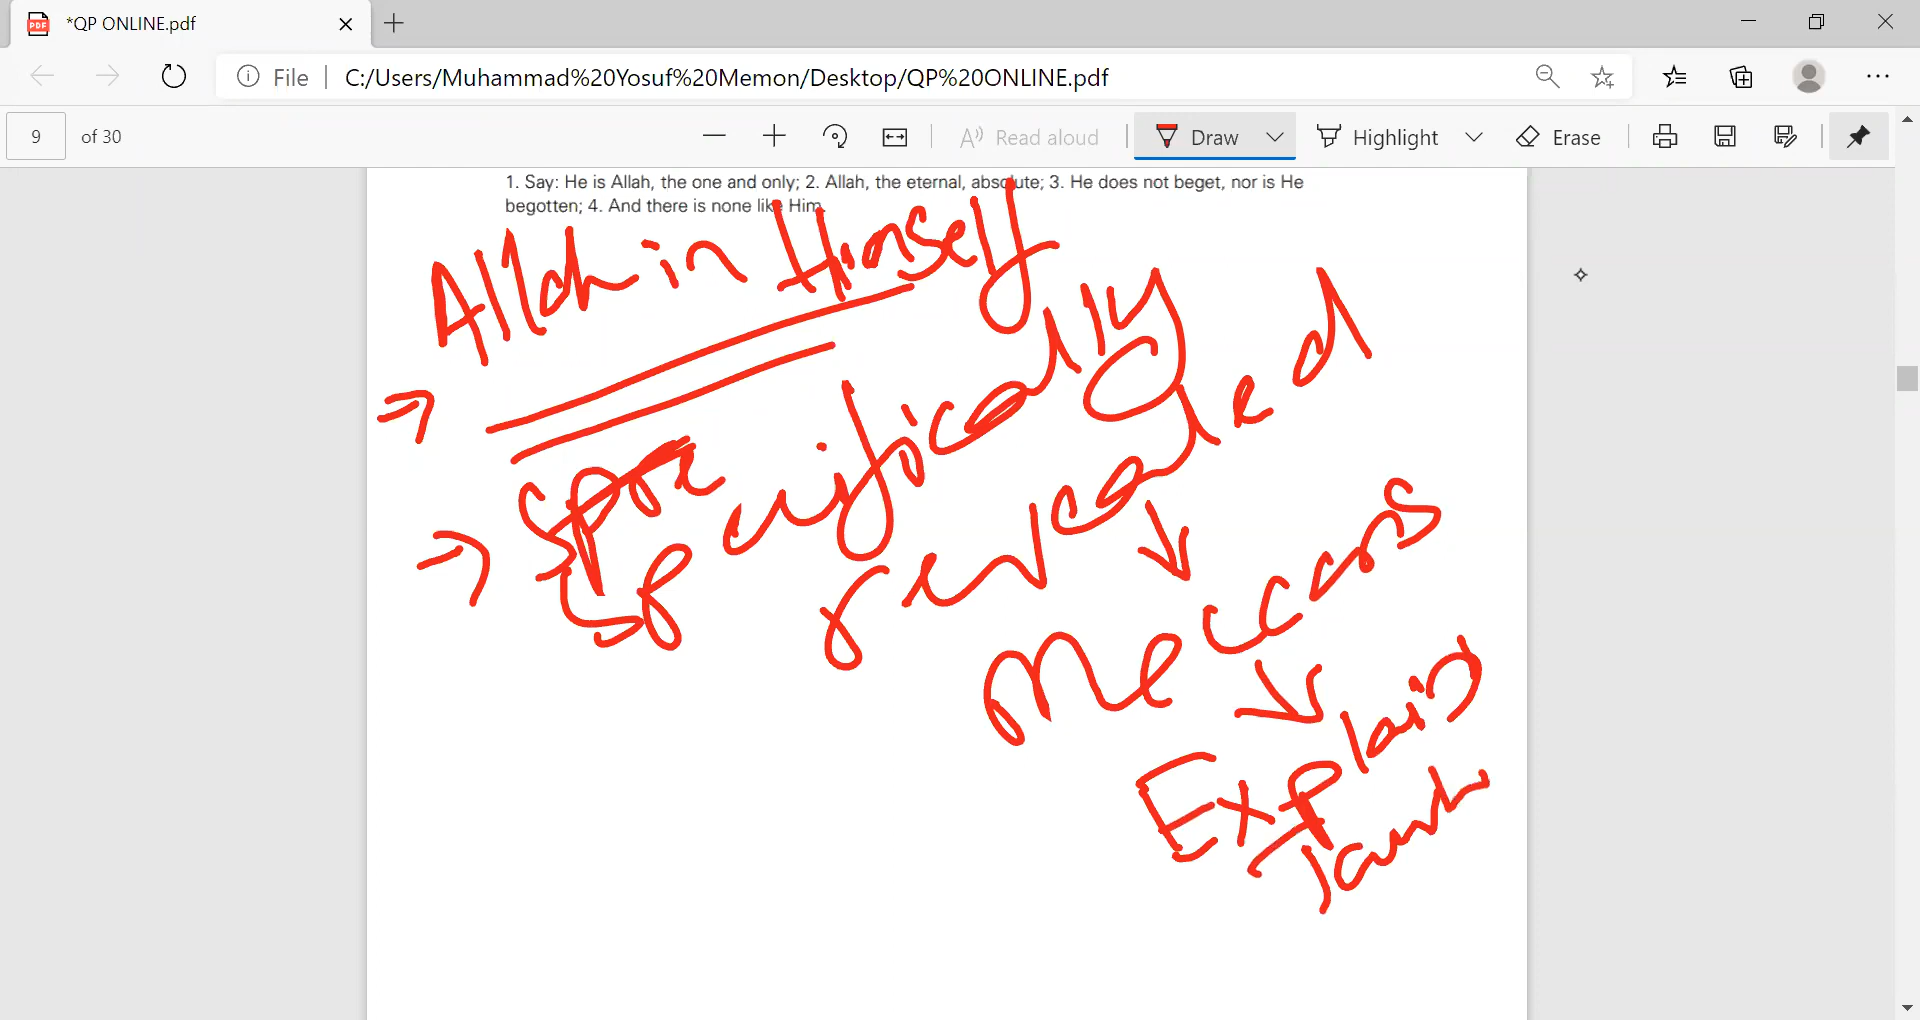 *QP ONLINE.pdf
File | C:/Users/Muhammad%20Yosuf%20Memon/Desktop/QP%20ONLINE.pdf
9 of 30 Read aloud Draw Highlight Erase
1. Say: He is Allah, the one and only; 2. Allah, the eternal, absolute; 3. He does not beget, nor is He
begotten; 4. And there is none like Him.
Allah in Himself
Specifically
revealed
Meccans
Explain